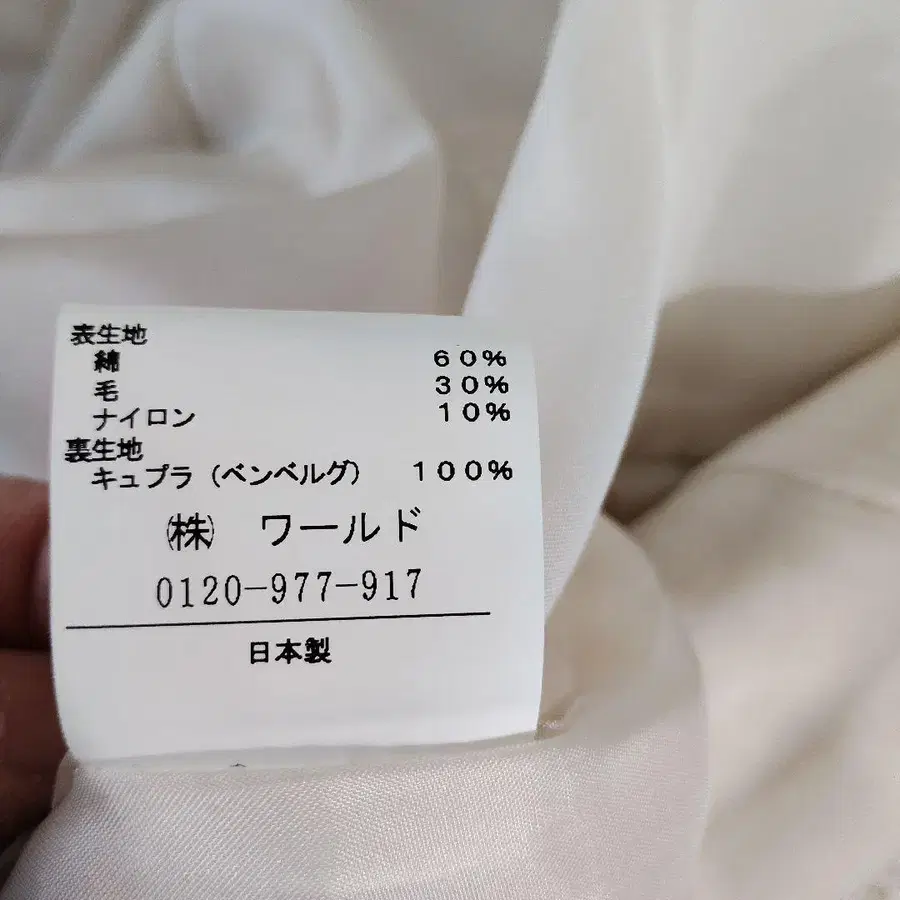 表生地
綿 60%
毛 30%
ナイロン 10%
裏生地
キュプラ（ベンベルグ） 100%
㈱ ワールド
0120-977-917
日本製